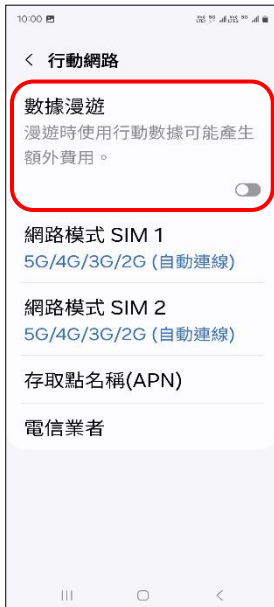 10:00
行動網路
數據漫遊
漫遊時使用行動數據可能產生
額外費用。
網路模式 SIM 1
5G/4G/3G/2G (自動連線)
網路模式 SIM 2
5G/4G/3G/2G (自動連線)
存取點名稱(APN)
電信業者